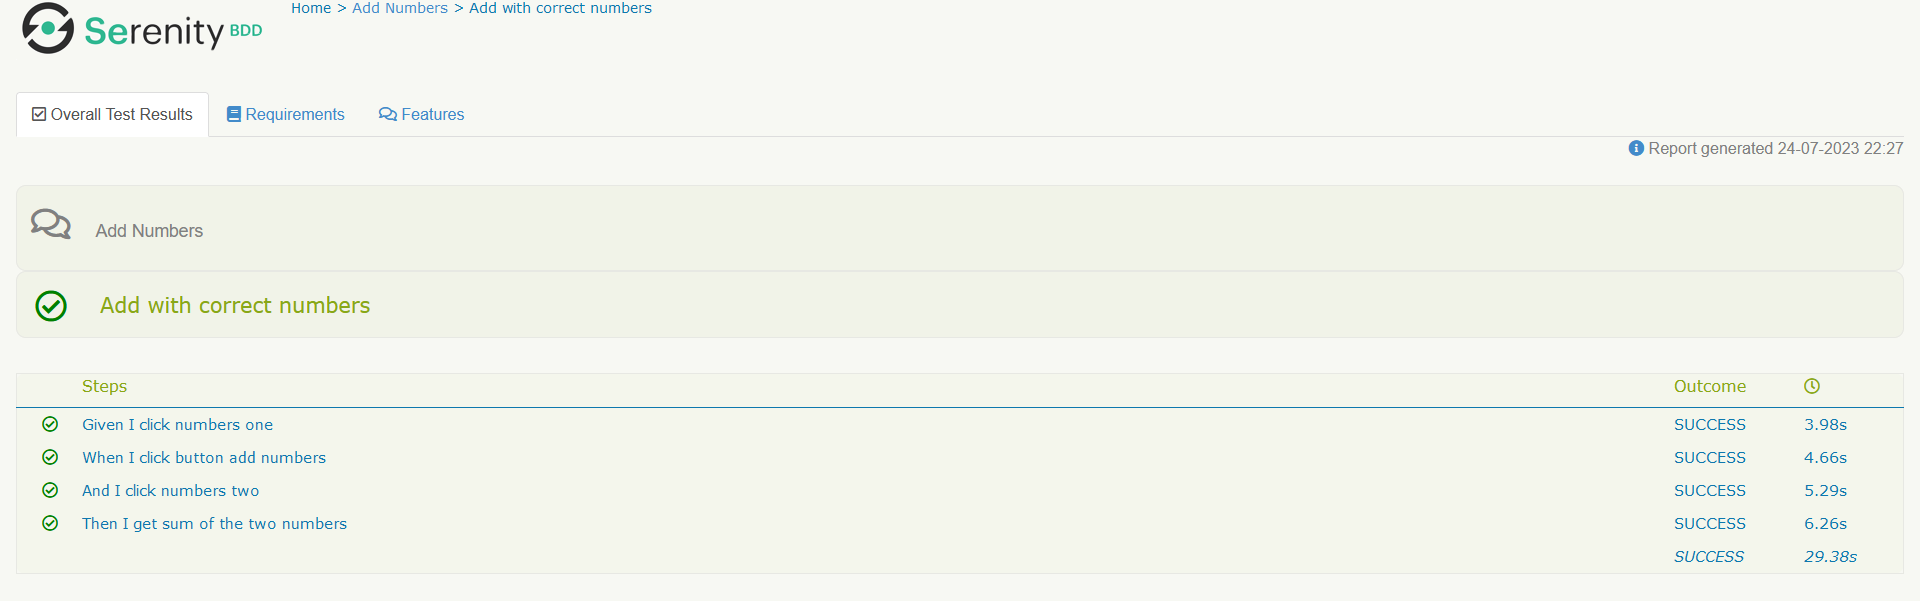 Home > Add Numbers > Add with correct numbers
Serenity BDD
Overall Test Results Requirements Features
Report generated 24-07-2023 22:27
Add Numbers
Add with correct numbers
Steps Outcome
Given I click numbers one SUCCESS 3.98s
When I click button add numbers SUCCESS 4.66s
And I click numbers two SUCCESS 5.29s
Then I get sum of the two numbers SUCCESS 6.26s
SUCCESS 29.38s